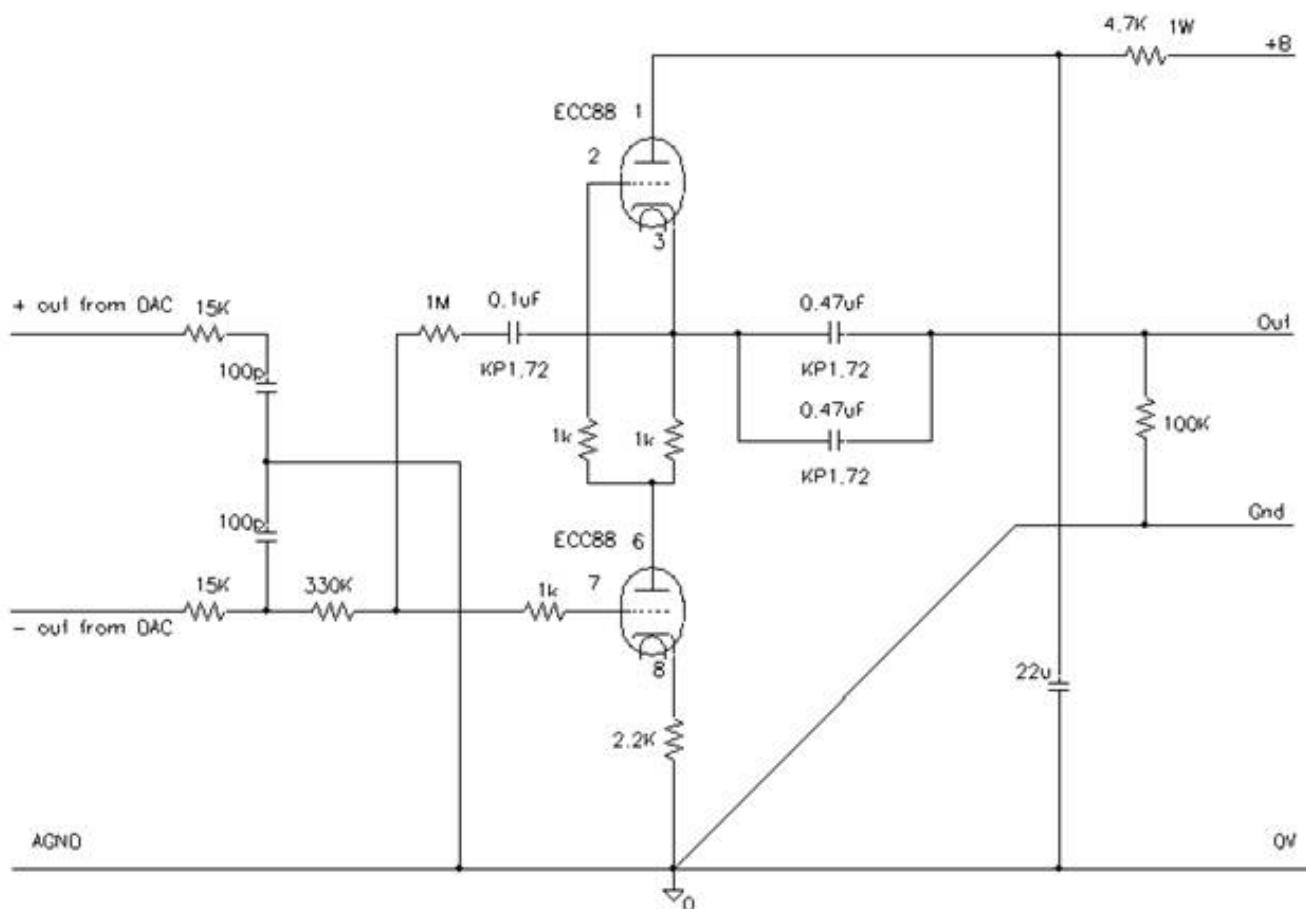 4.7K 1W
+B
ECC88 1
2
3
+ out from DAC 15K
1M 0.1uF
0.47uF
Out
100p
KP1.72
KP1.72
0.47uF
1k
1k
100K
KP1.72
100p
ECC88 6
Gnd
15K 330K
1k
7
- out from DAC
8
22u
2.2K
AGND
0V
0